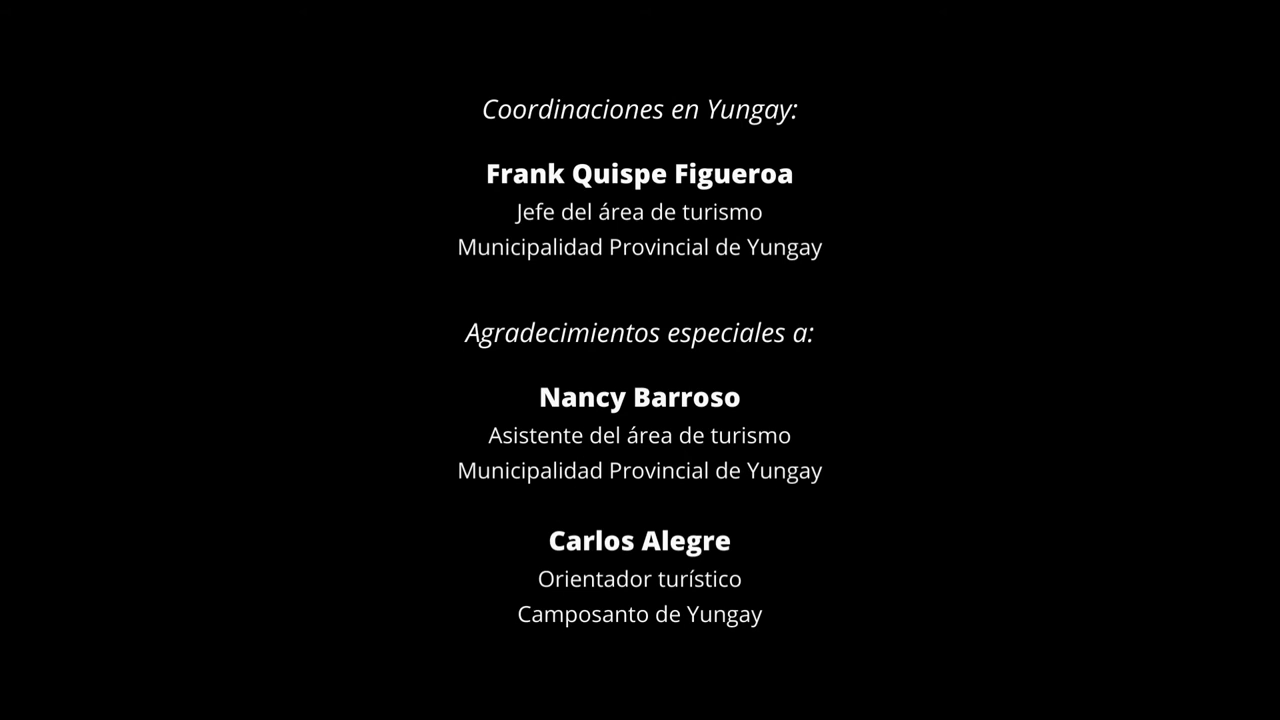 Coordinaciones en Yungay:
Frank Quispe Figueroa
Jefe del área de turismo
Municipalidad Provincial de Yungay
Agradecimientos especiales a:
Nancy Barroso
Asistente del área de turismo
Municipalidad Provincial de Yungay
Carlos Alegre
Orientador turístico
Camposanto de Yungay